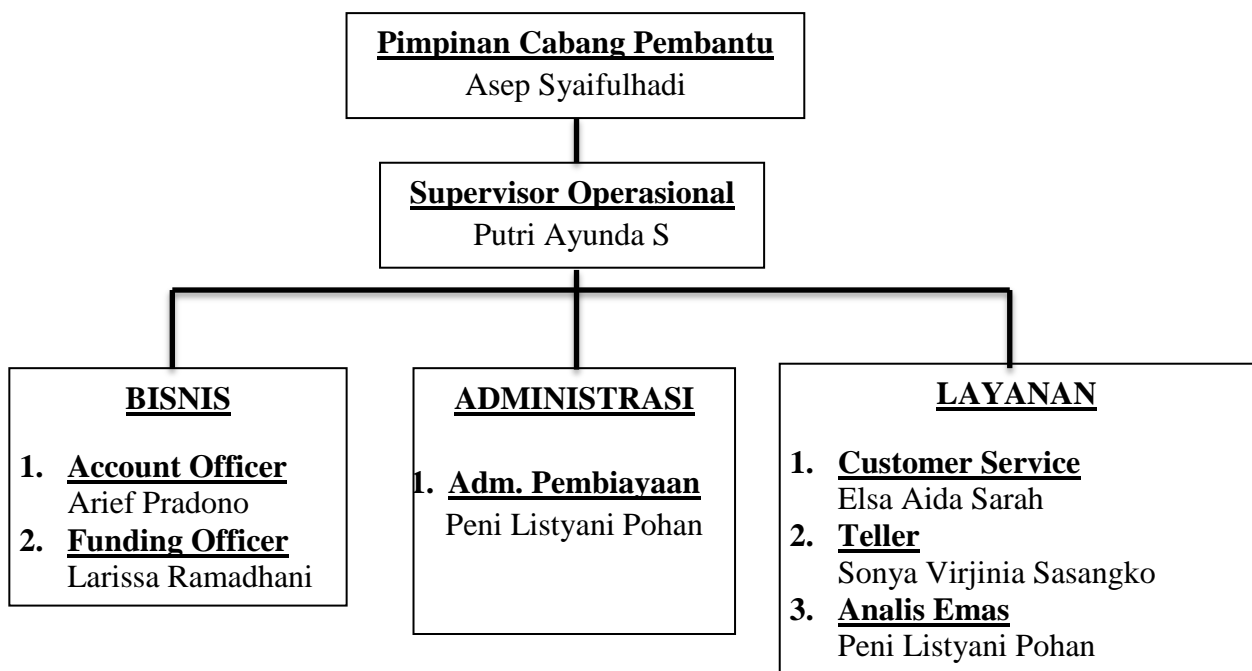 Pimpinan Cabang Pembantu
Asep Syaifulhadi
Supervisor Operasional
Putri Ayunda S
BISNIS
1. Account Officer
Arief Pradono
2. Funding Officer
Larissa Ramadhani
ADMINISTRASI
1. Adm. Pembiayaan
Peni Listyani Pohan
LAYANAN
1. Customer Service
Elsa Aida Sarah
2. Teller
Sonya Virjinia Sasangko
3. Analis Emas
Peni Listyani Pohan